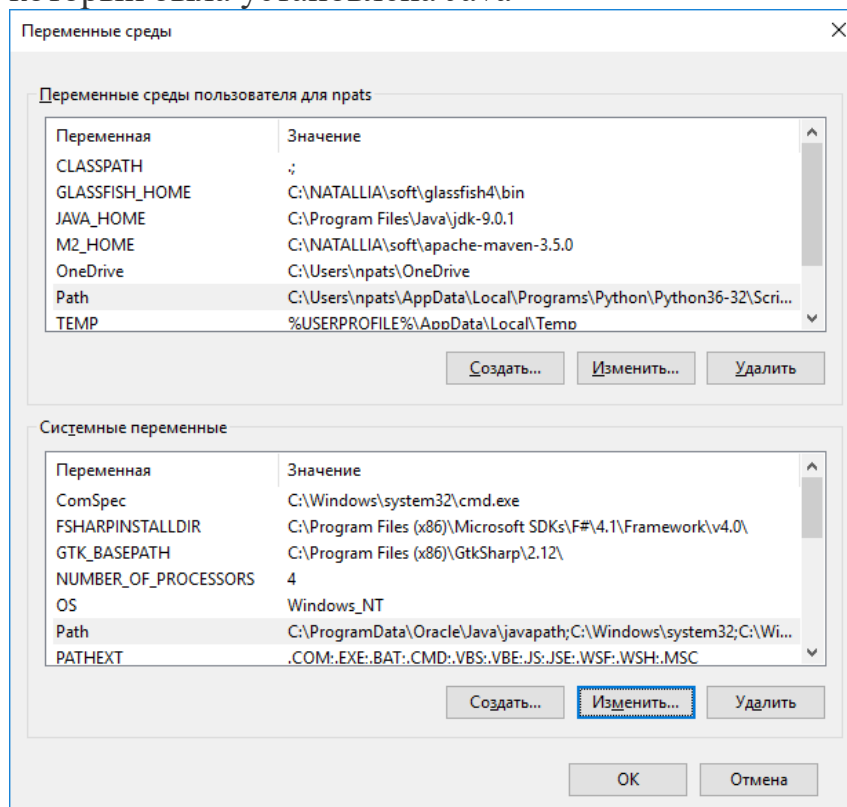 который была установлена Java
Переменные среды
Переменные среды пользователя для npats
Переменная Значение
CLASSPATH .;
GLASSFISH_HOME C:\NATALLIA\soft\glassfish4\bin
JAVA_HOME C:\Program Files\Java\jdk-9.0.1
M2_HOME C:\NATALLIA\soft\apache-maven-3.5.0
OneDrive C:\Users\npats\OneDrive
Path C:\Users\npats\AppData\Local\Programs\Python\Python36-32\Scri...
TEMP %USERPROFILE%\AppData\Local\Temp
Создать... Изменить... Удалить
Системные переменные
Переменная Значение
ComSpec C:\Windows\system32\cmd.exe
FSHARPINSTALLDIR C:\Program Files (x86)\Microsoft SDKs\F#\4.1\Framework\v4.0\
GTK_BASEPATH C:\Program Files (x86)\GtkSharp\2.12\
NUMBER_OF_PROCESSORS 4
OS Windows_NT
Path C:\ProgramData\Oracle\Java\javapath;C:\Windows\system32;C:\Wi...
PATHEXT .COM;.EXE;.BAT;.CMD;.VBS;.VBE;.JS;.JSE;.WSF;.WSH;.MSC
Создать... Изменить... Удалить
OK Отмена